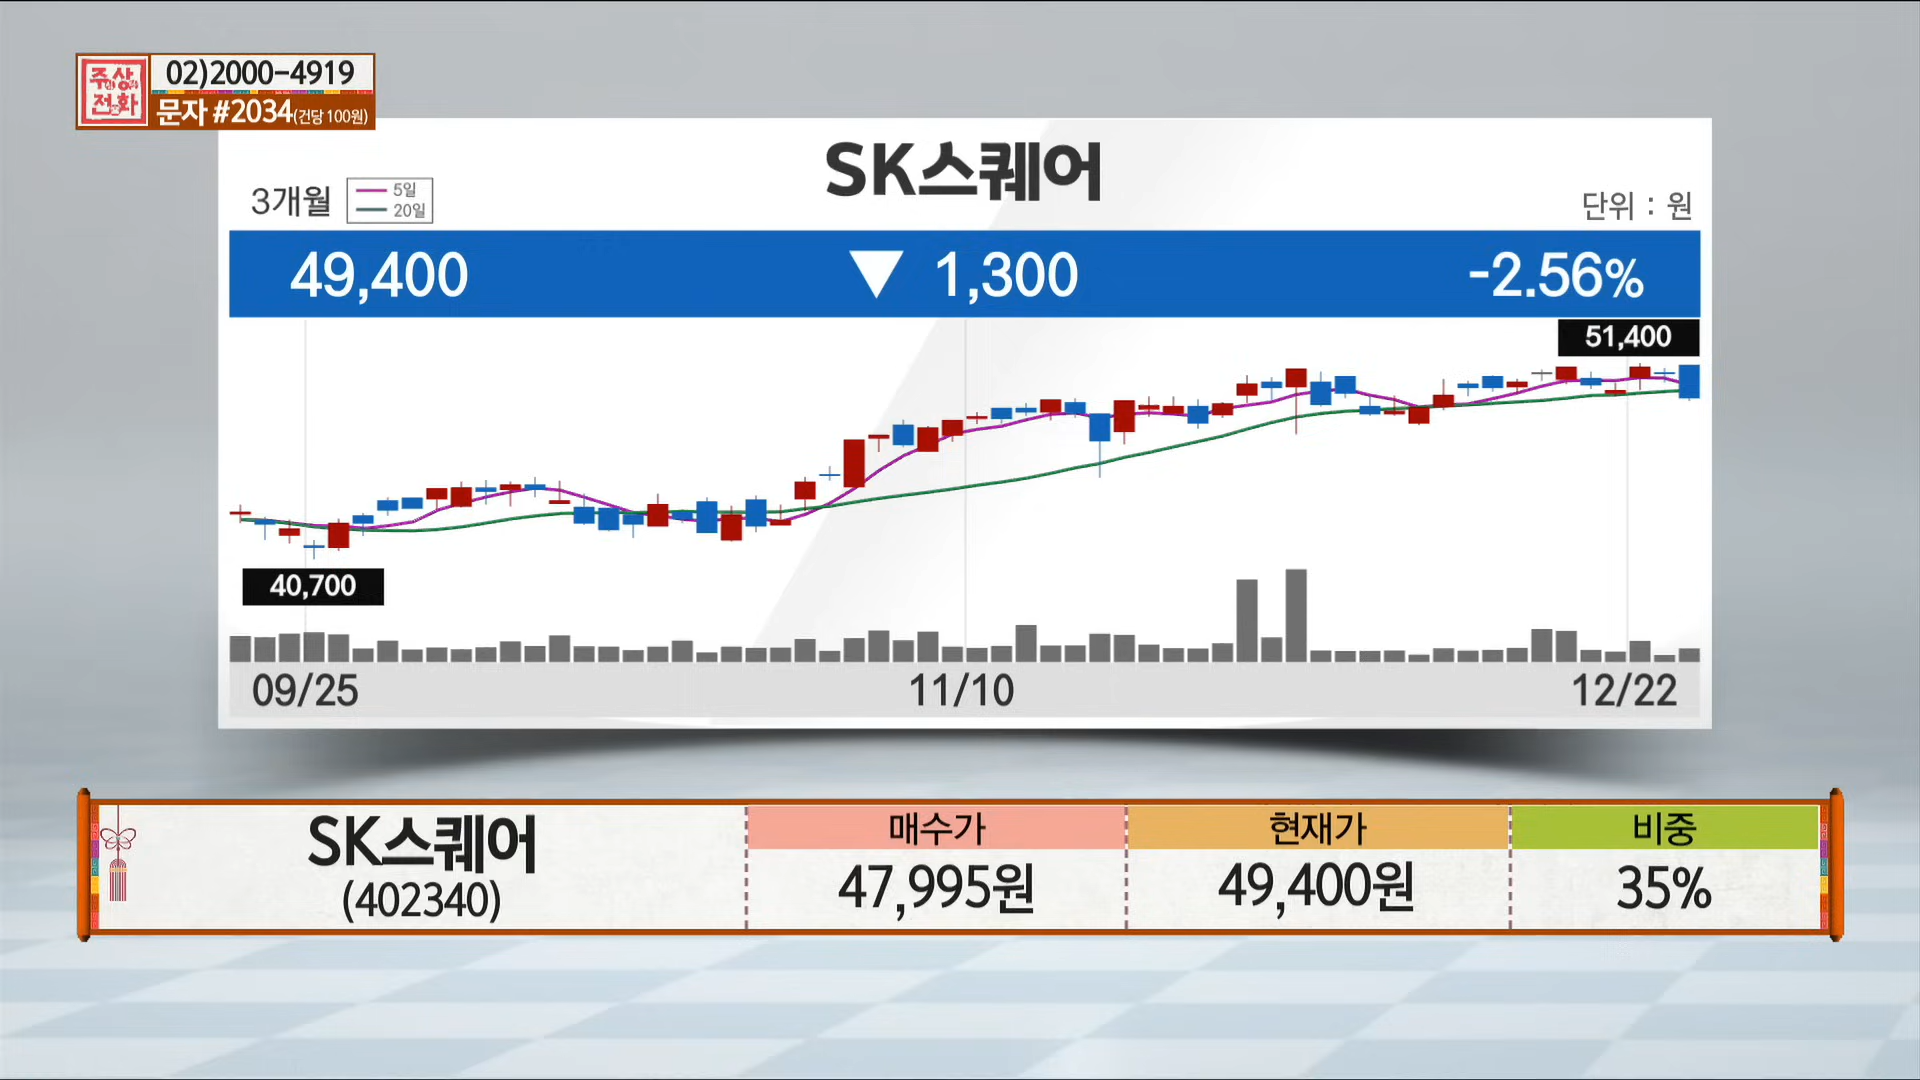 주상
전화
02)2000-4919
문자 #2034(건당 100원)
SK스퀘어
3개월
5일
20일
단위 : 원
49,400 ▼ 1,300 -2.56%
51,400
40,700
09/25 11/10 12/22
SK스퀘어
(402340)
매수가 현재가 비중
47,995원 49,400원 35%